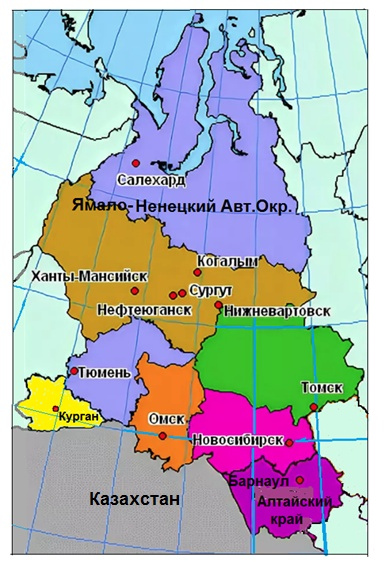 Салехард
Ямало-Ненецкий Авт.Окр.
Когалым
Ханты-Мансийск
Сургут
Нефтеюганск
Нижневартовск
Тюмень
Томск
Курган
Омск
Новосибирск
Барнаул
Казахстан
Алтайский
край